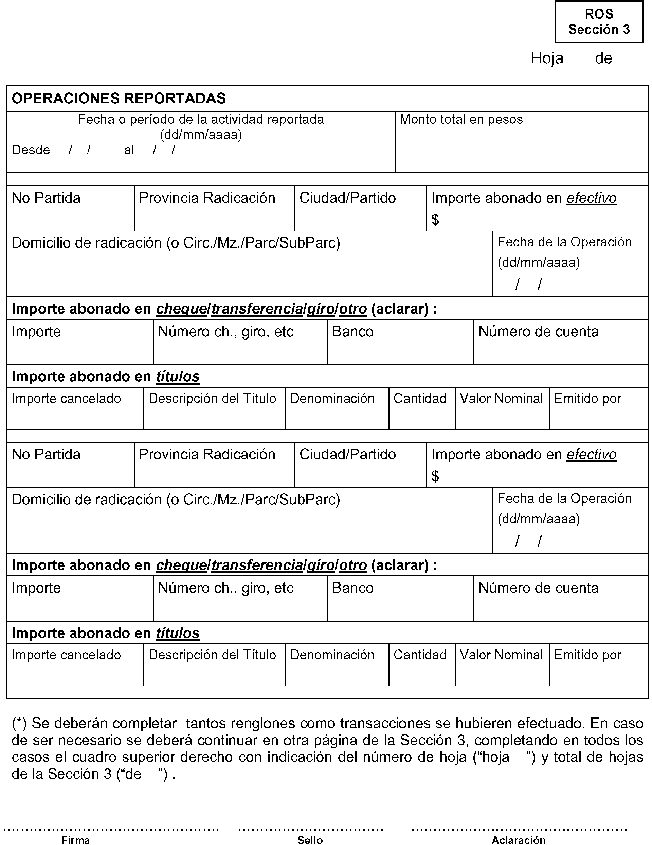 ROS
Sección 3
Hoja de
OPERACIONES REPORTADAS
Fecha o período de la actividad reportada
(dd/mm/aaaa)
Desde / / al / /
Monto total en pesos
No Partida Provincia Radicación Ciudad/Partido Importe abonado en efectivo
$
Domicilio de radicación (o Circ./Mz./Parc/SubParc) Fecha de la Operación
(dd/mm/aaaa)
/ /
Importe abonado en cheque/transferencia/giro/otro (aclarar) :
Importe Número ch., giro, etc Banco Número de cuenta
Importe abonado en títulos
Importe cancelado Descripción del Título Denominación Cantidad Valor Nominal Emitido por
No Partida Provincia Radicación Ciudad/Partido Importe abonado en efectivo
$
Domicilio de radicación (o Circ./Mz./Parc/SubParc) Fecha de la Operación
(dd/mm/aaaa)
/ /
Importe abonado en cheque/transferencia/giro/otro (aclarar) :
Importe Número ch., giro, etc Banco Número de cuenta
Importe abonado en títulos
Importe cancelado Descripción del Título Denominación Cantidad Valor Nominal Emitido por
(*) Se deberán completar tantos renglones como transacciones se hubieren efectuado. En caso
de ser necesario se deberá continuar en otra página de la Sección 3, completando en todos los
casos el cuadro superior derecho con indicación del número de hoja (“hoja ”) y total de hojas
de la Sección 3 (“de ”) .
Firma Sello Aclaración